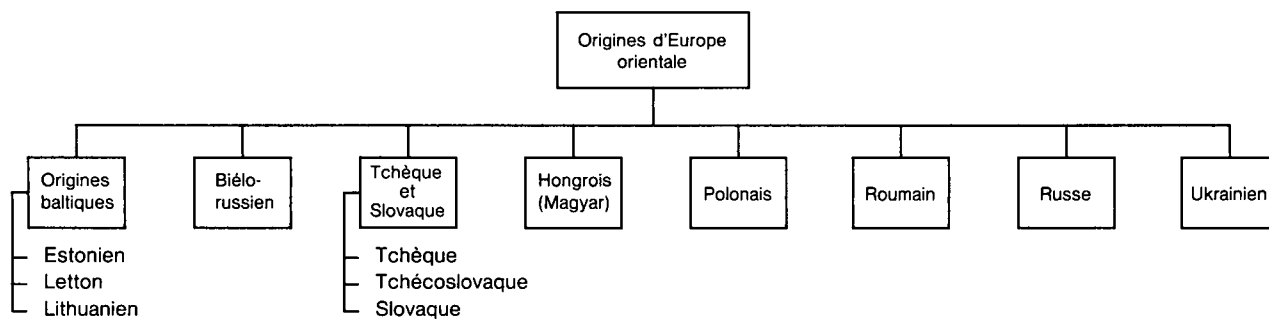 Origines d'Europe
orientale
Origines
baltiques
Biélo-
russien
Tchèque
et
Slovaque
Hongrois
(Magyar)
Polonais
Roumain
Russe
Ukrainien
Estonien
Letton
Lithuanien
Tchèque
Tchécoslovaque
Slovaque